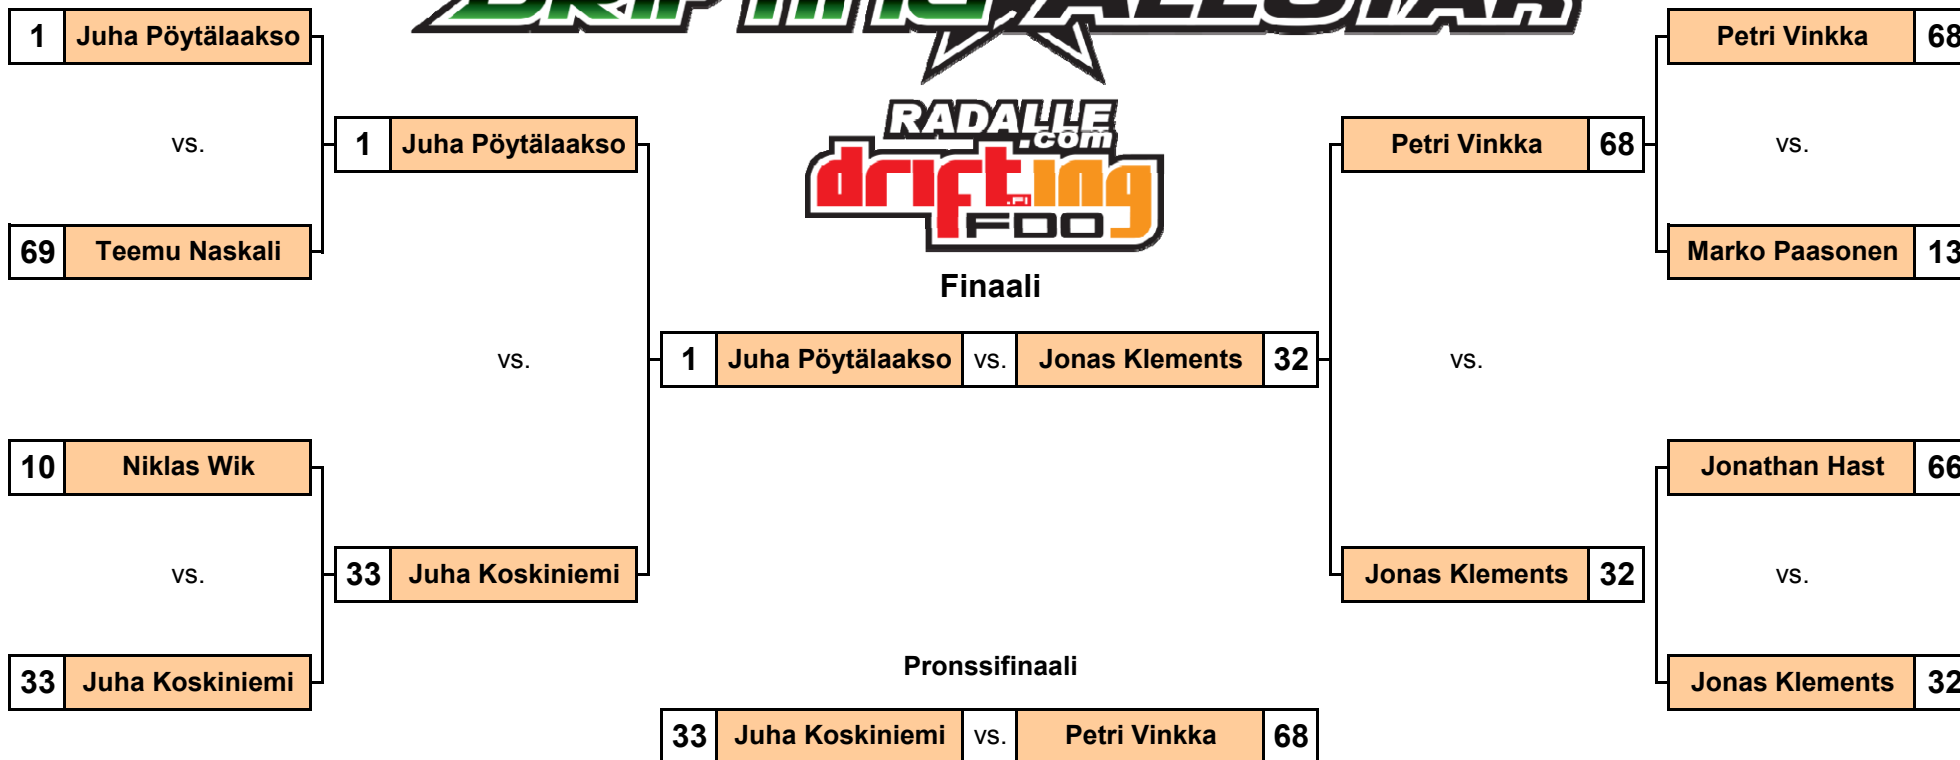 DRIFTING ALLSTAR
1 Juha Pöytälaakso
Petri Vinkka 68
RADALLE
.com
vs.
1 Juha Pöytälaakso
Petri Vinkka 68
vs.
drifting
.FI
FDO
69 Teemu Naskali
Marko Paasonen 13
Finaali
vs.
1 Juha Pöytälaakso vs. Jonas Klements 32
vs.
10 Niklas Wik
Jonathan Hast 66
vs.
33 Juha Koskiniemi
Jonas Klements 32
vs.
Pronssifinaali
33 Juha Koskiniemi
Jonas Klements 32
33 Juha Koskiniemi vs. Petri Vinkka 68